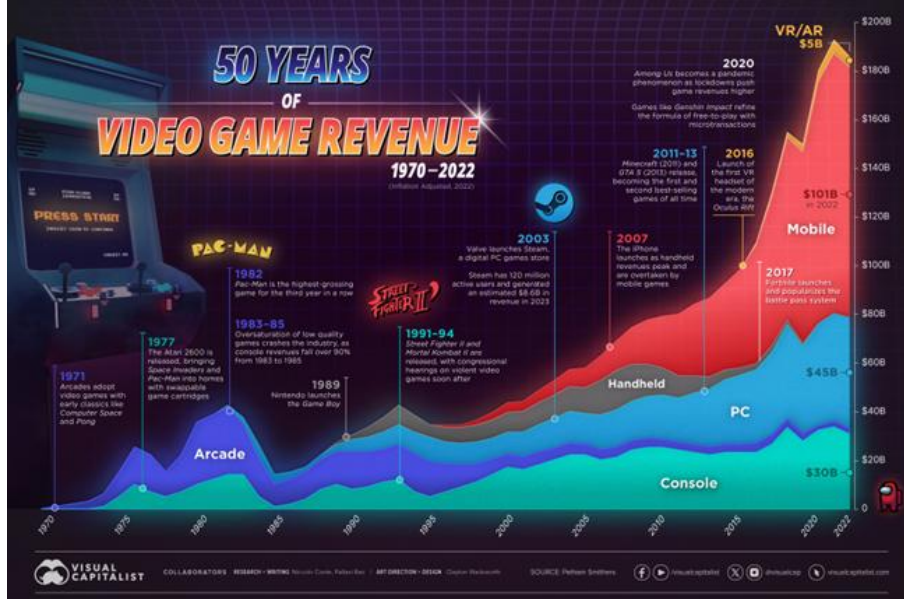 50 YEARS
OF
VIDEO GAME REVENUE
1970–2022
(Inflation Adjusted, 2022)
PRESS START
PAC-MAN
1971
Arcades adopt
video games with
early classics like
Computer Space
and Pong
1977
The Atari 2600 is
released, bringing
Space Invaders and
Pac-Man into homes
with swappable
game cartridges
1982
Pac-Man is the highest-grossing
game for the third year in a row
1983–85
Oversaturation of low quality
games crashes the industry, as
console revenues fall over 90%
from 1983 to 1985
1989
Nintendo launches
the Game Boy
STREET
FIGHTER II'
1991–94
Street Fighter II and
Mortal Kombat II are
released, with congressional
hearings on violent video
games soon after
2003
Valve launches Steam,
a digital PC games store
Steam has 120 million
active users and generated
an estimated $8.6B in
revenue in 2023
2007
The iPhone
launches as handheld
revenues peak and
are overtaken by
mobile games
2011–13
Minecraft (2011) and
GTA 5 (2013) release,
becoming the first and
second best-selling
games of all time
2016
Launch of
the first VR
headset of
the modern
era, the
Oculus Rift
2020
Among Us becomes a pandemic
phenomenon as lockdowns push
game revenues higher
Games like Genshin Impact refine
the formula of free-to-play with
microtransactions
2017
Fortnite launches
and popularizes the
battle pass system
VR/AR
$5B
$101B
in 2022
Mobile
Handheld
PC
$45B
Arcade
Console
$30B
$200B
$180B
$160B
$140B
$120B
$100B
$80B
$60B
$40B
$20B
0
1970
1975
1980
1985
1990
1995
2000
2005
2010
2015
2020
2022
VISUAL
CAPITALIST
COLLABORATORS RESEARCH + WRITING ART DIRECTION + DESIGN
SOURCE: Pelham Smithers
/visualcapitalist
@visualcap
visualcapitalist.com